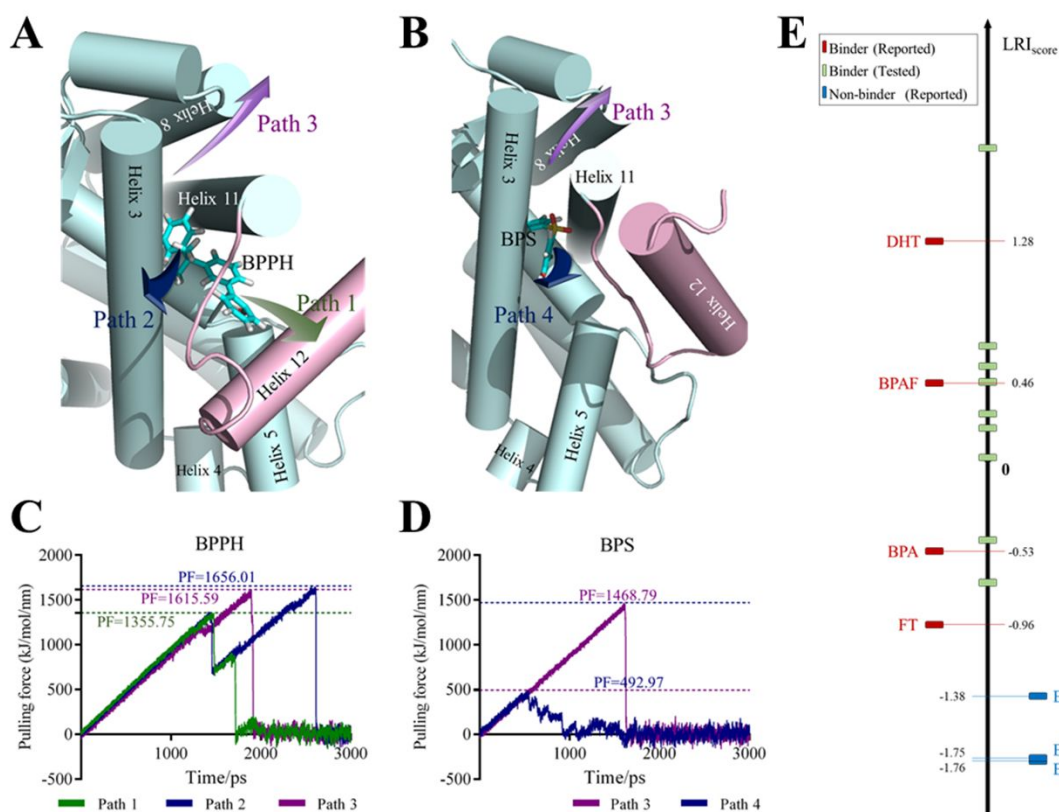 A
Helix 8
Path 3
Helix 3
Helix 11
BPPH
Path 2
Path 1
Helix 12
Helix 5
Helix 4
B
Path 3
Helix 8
Helix 3
Helix 11
BPS
Path 4
Helix 12
Helix 5
Helix 4
C
BPPH
Pulling force (kJ/mol/nm)
2000
1500
1000
500
0
-500
PF=1656.01
PF=1615.59
PF=1355.75
1000 2000 3000
Time/ps
Path 1 Path 2 Path 3
D
BPS
Pulling force (kJ/mol/nm)
2000
1500
1000
500
0
-500
PF=1468.79
PF=492.97
1000 2000 3000
Time/ps
Path 3 Path 4
E
LRIscore
Binder (Reported)
Binder (Tested)
Non-binder (Reported)
DHT 1.28
BPAF 0.46
0
BPA -0.53
FT -0.96
-1.38
-1.75
-1.76